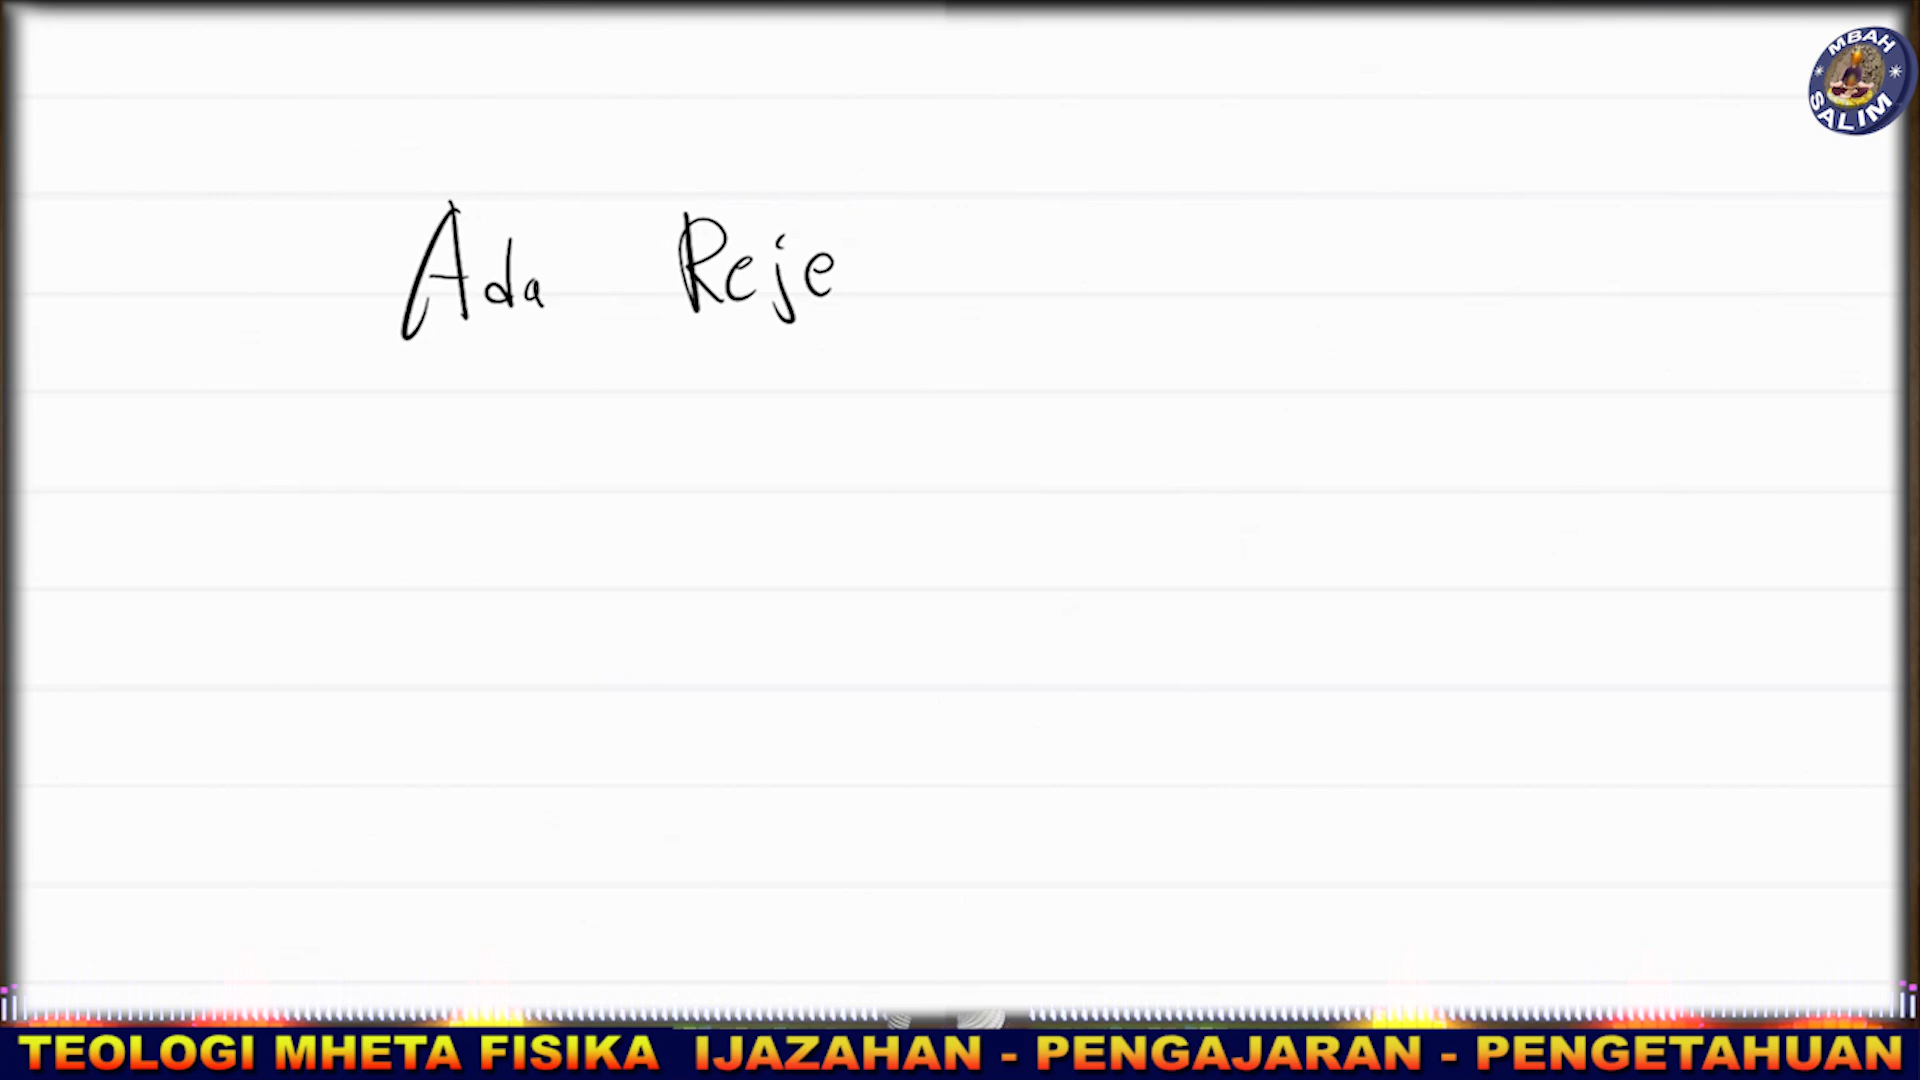 MBAH SALIM
Ada Reje
TEOLOGI MHETA FISIKA IJAZAHAN - PENGAJARAN - PENGETAHUAN